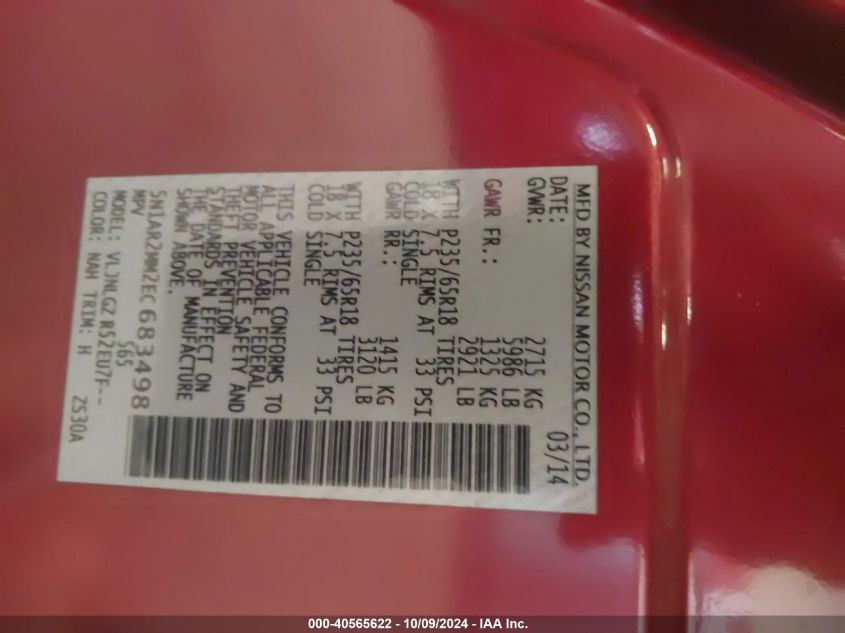 MFD BY NISSAN MOTOR CO., LTD.
DATE: 03/14
GVWR: 2715 KG
5986 LB
GAWR FR.: 1325 KG
2921 LB
WITH P235/65R18 TIRES
18 X 7.5 RIMS AT 33 PSI
COLD SINGLE
GAWR RR.: 1415 KG
3120 LB
WITH P235/65R18 TIRES
18 X 7.5 RIMS AT 33 PSI
COLD SINGLE
THIS VEHICLE CONFORMS TO
ALL APPLICABLE FEDERAL
MOTOR VEHICLE SAFETY AND
THEFT PREVENTION
STANDARDS IN EFFECT ON
THE DATE OF MANUFACTURE
SHOWN ABOVE.
5N1AR2MM2EC683498
MPV 565
MODEL: VLJNLGZ R52EU7F--
COLOR: NAH TRIM: H ZS30A
000-40565622 - 10/09/2024 - IAA Inc.